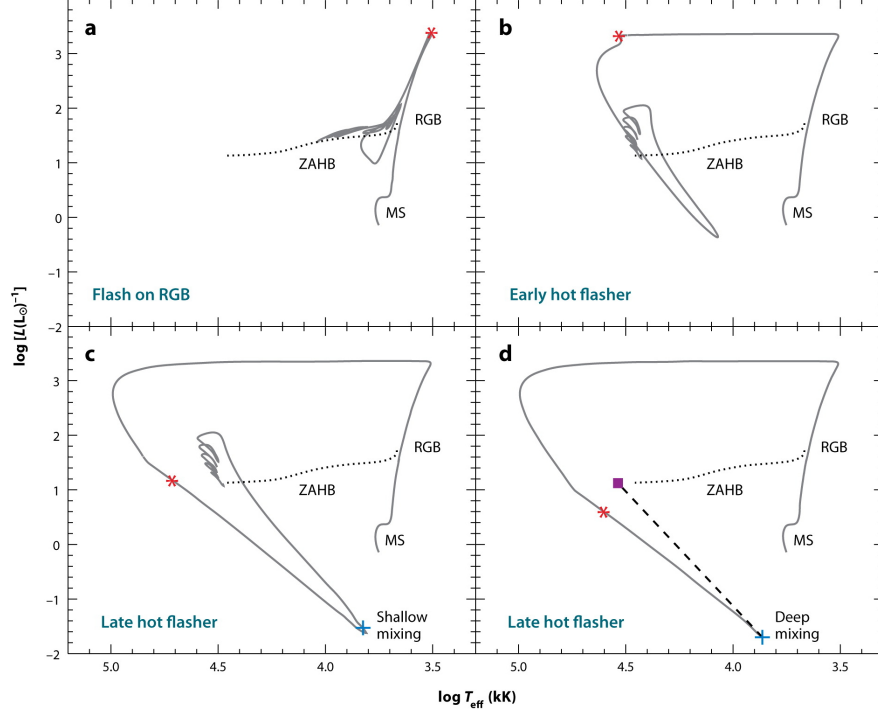 a
b
3
RGB
RGB
2
ZAHB
ZAHB
1
MS
MS
0
–1
Flash on RGB
Early hot flasher
–2
log [L(L☉)⁻¹]
c
d
3
RGB
RGB
2
ZAHB
ZAHB
1
MS
MS
0
–1
Shallow
mixing
Deep
mixing
Late hot flasher
Late hot flasher
–2
5.0 4.5 4.0 3.5
5.0 4.5 4.0 3.5
log Teff (kK)